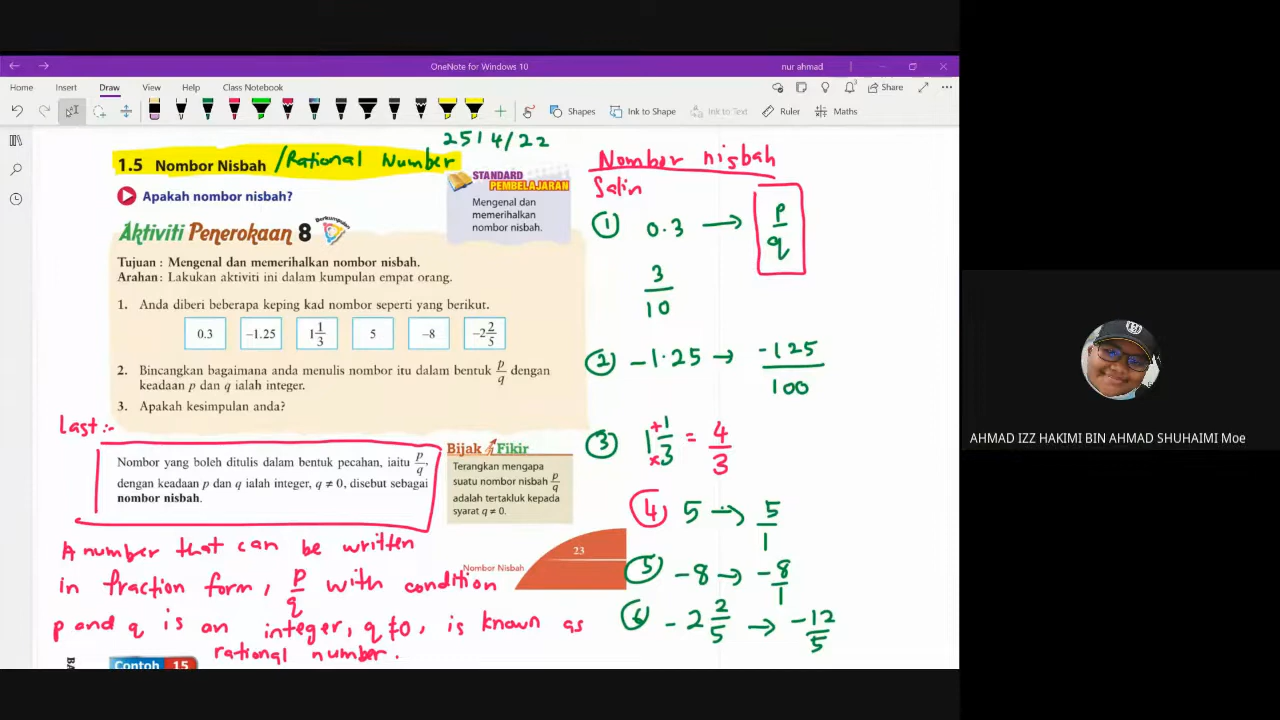 OneNote for Windows 10
nur ahmad
Home Insert Draw View Help Class Notebook
Share
Shapes Ink to Shape Ink to Text Ruler Maths
2514/22
1.5 Nombor Nisbah /Rational Number
Apakah nombor nisbah?
STANDARD
PEMBELAJARAN
Mengenal dan
memerihalkan
nombor nisbah.
Aktiviti Penerokaan 8
Berkumpulan
Tujuan : Mengenal dan memerihalkan nombor nisbah.
Arahan : Lakukan aktiviti ini dalam kumpulan empat orang.
1. Anda diberi beberapa keping kad nombor seperti yang berikut.
0.3 −1.25 1 1/3 5 −8 −2 2/5
2. Bincangkan bagaimana anda menulis nombor itu dalam bentuk p/q dengan
keadaan p dan q ialah integer.
3. Apakah kesimpulan anda?
Last:-
Nombor yang boleh ditulis dalam bentuk pecahan, iaitu p/q,
dengan keadaan p dan q ialah integer, q ≠ 0, disebut sebagai
nombor nisbah.
Bijak Fikir
Terangkan mengapa
suatu nombor nisbah p/q
adalah tertakluk kepada
syarat q ≠ 0.
23
Nombor Nisbah
A number that can be written
in fraction form, p/q with condition
p and q is an integer, q≠0, is known as
rational number.
Contoh 15
Nombor nisbah
Salin
① 0.3 → p/q
3/10
② −1.25 → −125/100
③ 1 1/3 = 4/3
+
×
④ 5 → 5/1
⑤ −8 → −8/1
⑥ −2 2/5 → −12/5
AHMAD IZZ HAKIMI BIN AHMAD SHUHAIMI Moe